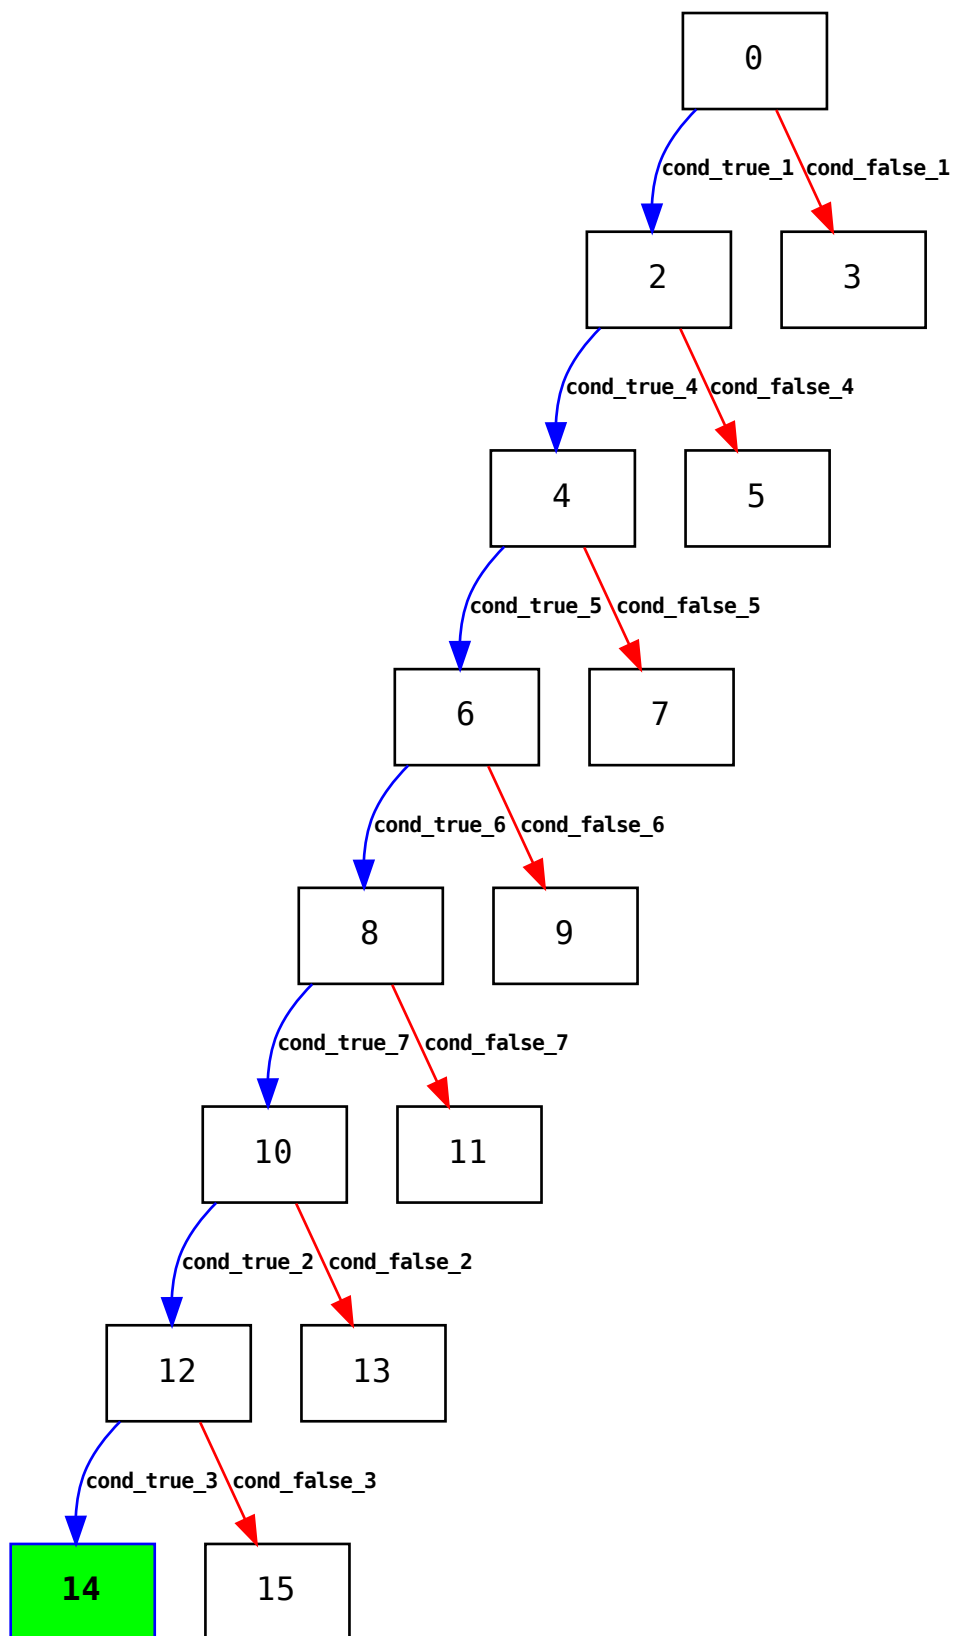 0
cond_true_1 cond_false_1
2 3
cond_true_4 cond_false_4
4 5
cond_true_5 cond_false_5
6 7
cond_true_6 cond_false_6
8 9
cond_true_7 cond_false_7
10 11
cond_true_2 cond_false_2
12 13
cond_true_3 cond_false_3
14 15